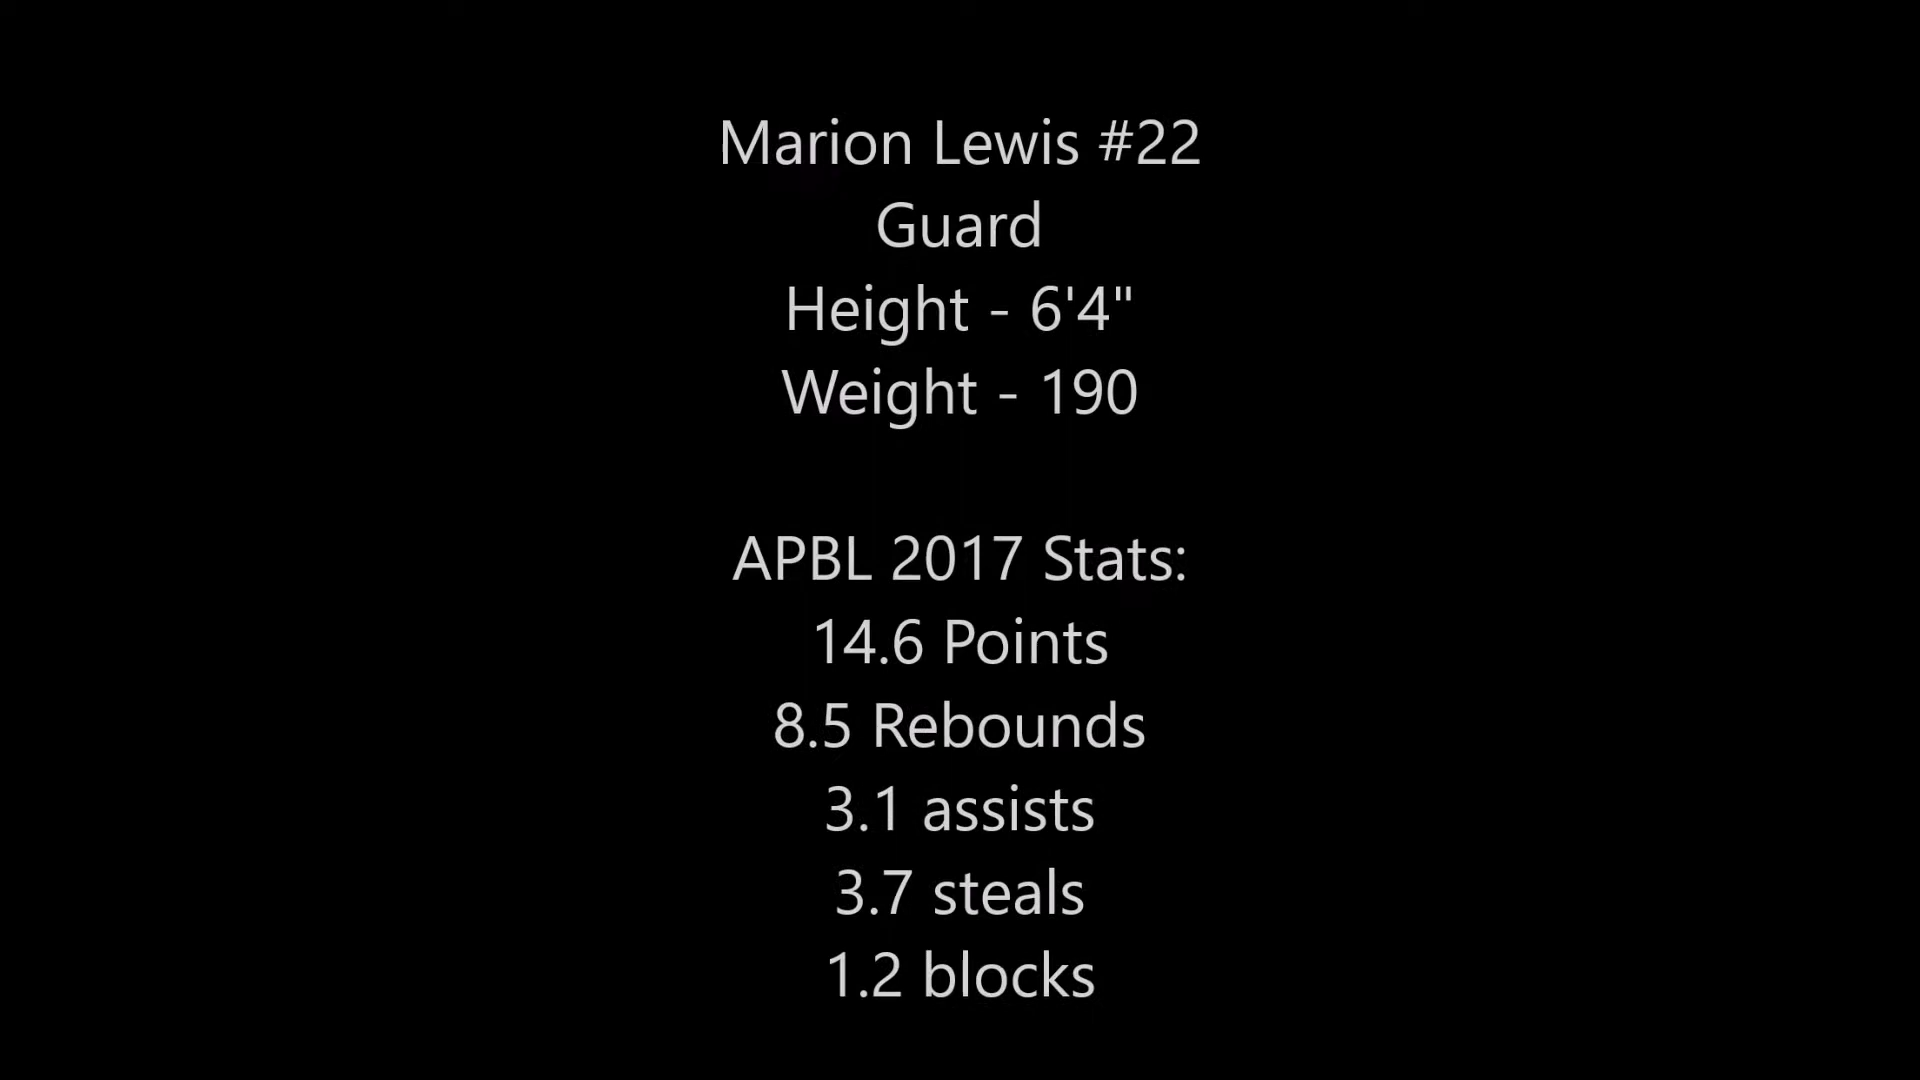 Marion Lewis #22
Guard
Height - 6'4"
Weight - 190
APBL 2017 Stats:
14.6 Points
8.5 Rebounds
3.1 assists
3.7 steals
1.2 blocks